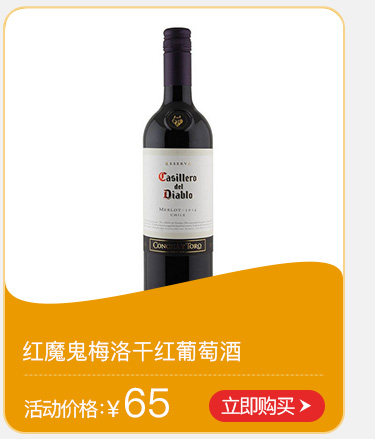 RESERVA
Casillero
del
Diablo
MERLOT
CHILE
CONCHA Y TORO
红魔鬼梅洛干红葡萄酒
活动价格:￥65
立即购买